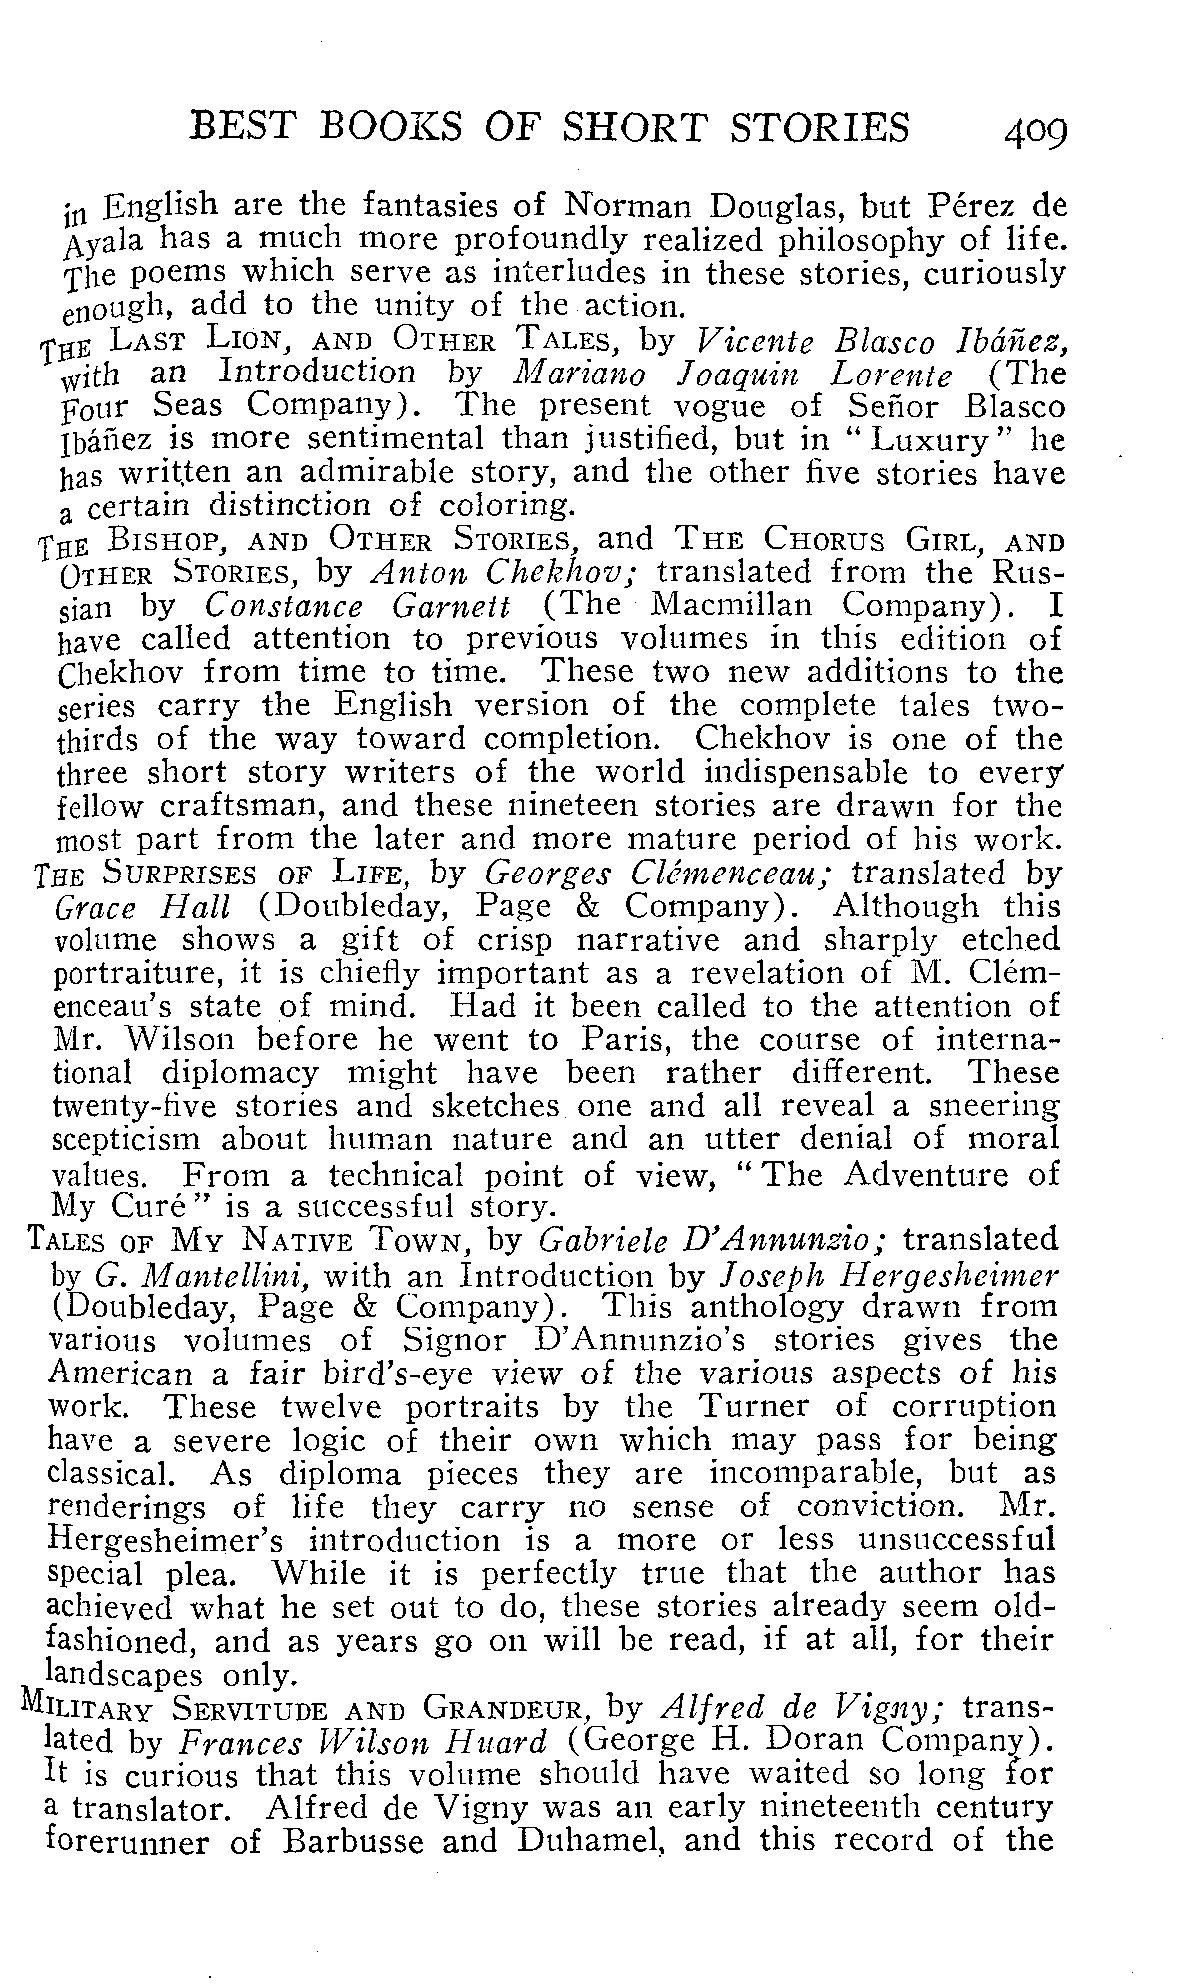 BEST BOOKS OF SHORT STORIES 409
in English are the fantasies of Norman Douglas, but Pérez de
Ayala has a much more profoundly realized philosophy of life.
The poems which serve as interludes in these stories, curiously
enough, add to the unity of the action.
THE LAST LION, AND OTHER TALES, by Vicente Blasco Ibáñez,
with an Introduction by Mariano Joaquin Lorente (The
Four Seas Company). The present vogue of Señor Blasco
Ibáñez is more sentimental than justified, but in “ Luxury ” he
has written an admirable story, and the other five stories have
a certain distinction of coloring.
THE BISHOP, AND OTHER STORIES, and THE CHORUS GIRL, AND
OTHER STORIES, by Anton Chekhov; translated from the Rus-
sian by Constance Garnett (The Macmillan Company). I
have called attention to previous volumes in this edition of
Chekhov from time to time. These two new additions to the
series carry the English version of the complete tales two-
thirds of the way toward completion. Chekhov is one of the
three short story writers of the world indispensable to every
fellow craftsman, and these nineteen stories are drawn for the
most part from the later and more mature period of his work.
THE SURPRISES OF LIFE, by Georges Clémenceau; translated by
Grace Hall (Doubleday, Page & Company). Although this
volume shows a gift of crisp narrative and sharply etched
portraiture, it is chiefly important as a revelation of M. Clém-
enceau's state of mind. Had it been called to the attention of
Mr. Wilson before he went to Paris, the course of interna-
tional diplomacy might have been rather different. These
twenty-five stories and sketches one and all reveal a sneering
scepticism about human nature and an utter denial of moral
values. From a technical point of view, “ The Adventure of
My Curé ” is a successful story.
TALES OF MY NATIVE TOWN, by Gabriele D'Annunzio; translated
by G. Mantellini, with an Introduction by Joseph Hergesheimer
(Doubleday, Page & Company). This anthology drawn from
various volumes of Signor D'Annunzio's stories gives the
American a fair bird's-eye view of the various aspects of his
work. These twelve portraits by the Turner of corruption
have a severe logic of their own which may pass for being
classical. As diploma pieces they are incomparable, but as
renderings of life they carry no sense of conviction. Mr.
Hergesheimer's introduction is a more or less unsuccessful
special plea. While it is perfectly true that the author has
achieved what he set out to do, these stories already seem old-
fashioned, and as years go on will be read, if at all, for their
landscapes only.
MILITARY SERVITUDE AND GRANDEUR, by Alfred de Vigny; trans-
lated by Frances Wilson Huard (George H. Doran Company).
It is curious that this volume should have waited so long for
a translator. Alfred de Vigny was an early nineteenth century
forerunner of Barbusse and Duhamel, and this record of the